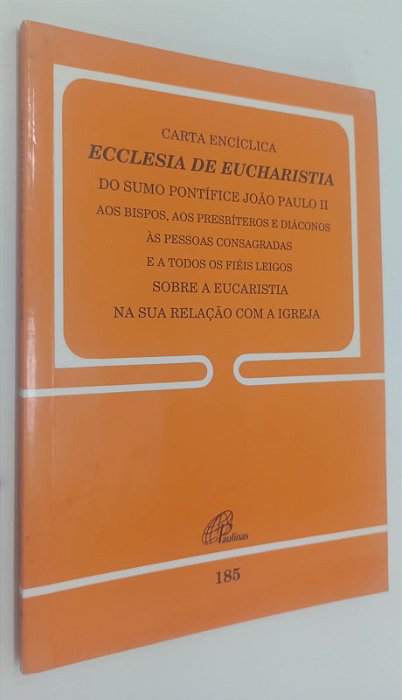 CARTA ENCÍCLICA
ECCLESIA DE EUCHARISTIA
DO SUMO PONTÍFICE JOÃO PAULO II
AOS BISPOS, AOS PRESBÍTEROS E DIÁCONOS
ÀS PESSOAS CONSAGRADAS
E A TODOS OS FIÉIS LEIGOS
SOBRE A EUCARISTIA
NA SUA RELAÇÃO COM A IGREJA
Paulinas
185